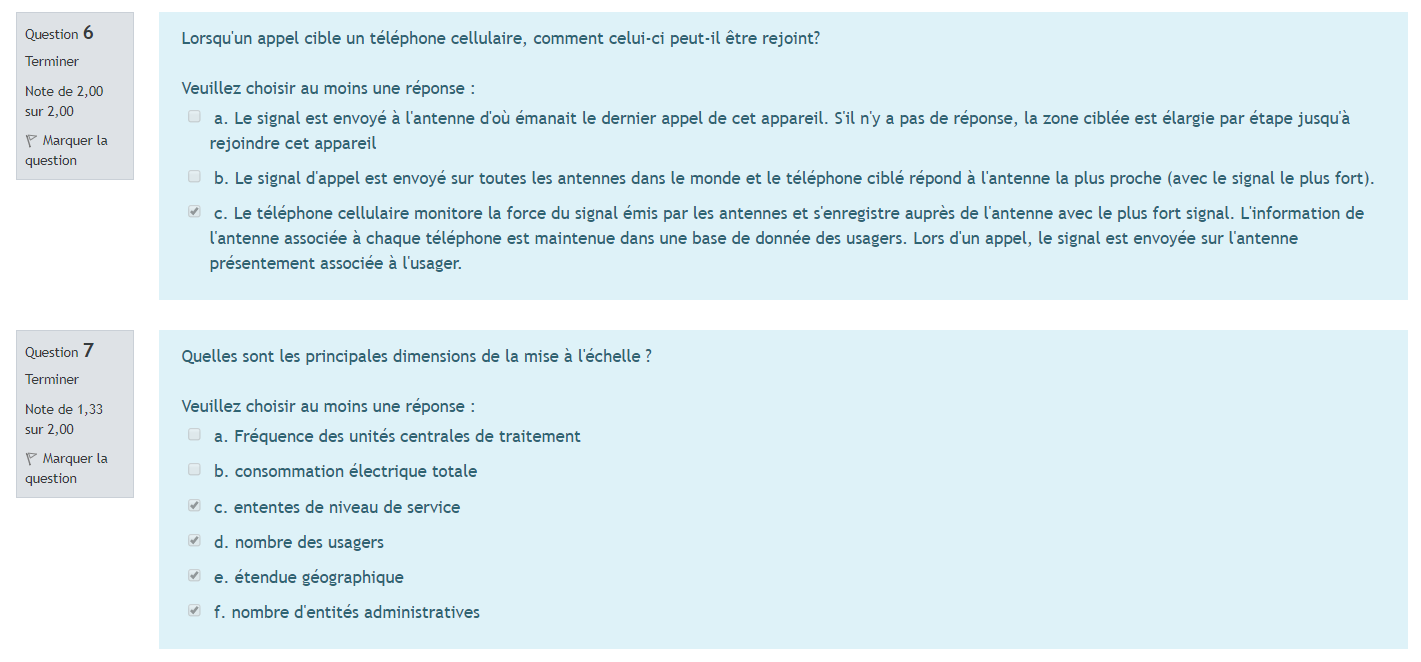 Question 6
Terminer
Note de 2,00
sur 2,00
Marquer la
question
Lorsqu'un appel cible un téléphone cellulaire, comment celui-ci peut-il être rejoint?
Veuillez choisir au moins une réponse :
a. Le signal est envoyé à l'antenne d'où émanait le dernier appel de cet appareil. S'il n'y a pas de réponse, la zone ciblée est élargie par étape jusqu'à
rejoindre cet appareil
b. Le signal d'appel est envoyé sur toutes les antennes dans le monde et le téléphone ciblé répond à l'antenne la plus proche (avec le signal le plus fort).
c. Le téléphone cellulaire monitore la force du signal émis par les antennes et s'enregistre auprès de l'antenne avec le plus fort signal. L'information de
l'antenne associée à chaque téléphone est maintenue dans une base de donnée des usagers. Lors d'un appel, le signal est envoyée sur l'antenne
présentement associée à l'usager.
Question 7
Terminer
Note de 1,33
sur 2,00
Marquer la
question
Quelles sont les principales dimensions de la mise à l'échelle ?
Veuillez choisir au moins une réponse :
a. Fréquence des unités centrales de traitement
b. consommation électrique totale
c. ententes de niveau de service
d. nombre des usagers
e. étendue géographique
f. nombre d'entités administratives